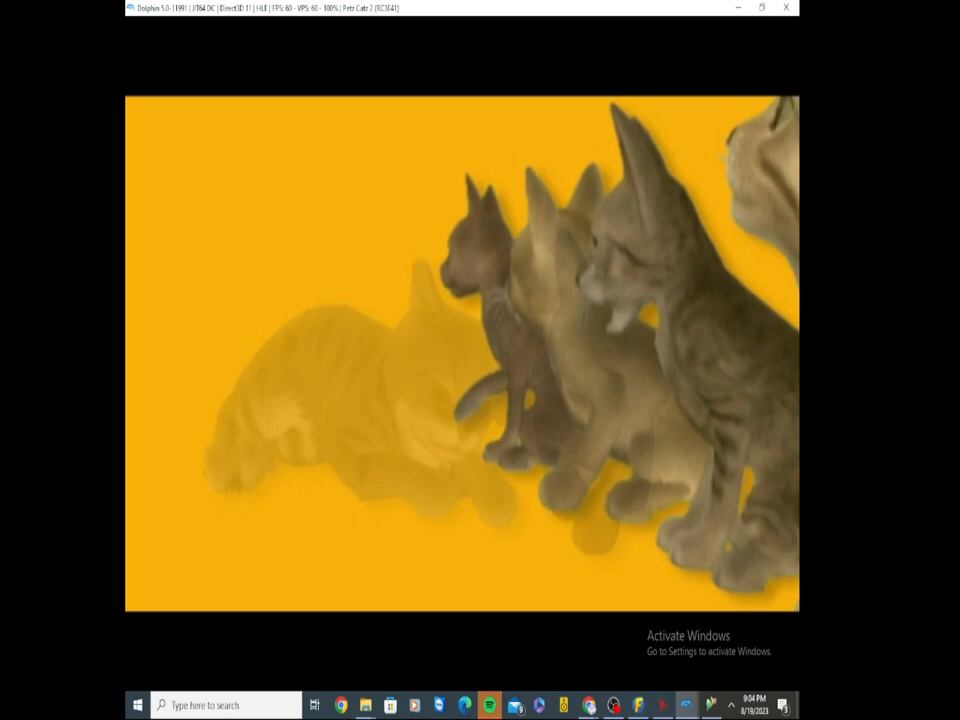 Dolphin 5.0-11991 | JIT64 DC | Direct3D 11 | HLE | FPS: 60 - VPS: 60 - 100% | Petz Catz 2 (RC3E41)
Activate Windows
Go to Settings to activate Windows.
Type here to search
9:04 PM
8/19/2023